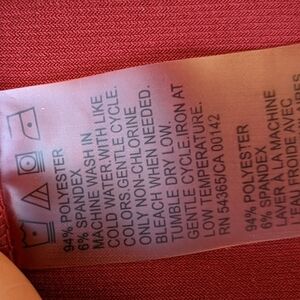 94% POLYESTER
6% SPANDEX
MACHINE WASH IN
COLD WATER.WITH LIKE
COLORS.GENTLE CYCLE.
ONLY NON-CHLORINE
BLEACH WHEN NEEDED.
TUMBLE DRY LOW.
GENTLE CYCLE.IRON AT
LOW TEMPERATURE.
RN 54365/CA 00142
94% POLYESTER
6% SPANDEX
LAVER À LA MACHINE
À L'EAU FROIDE AVEC